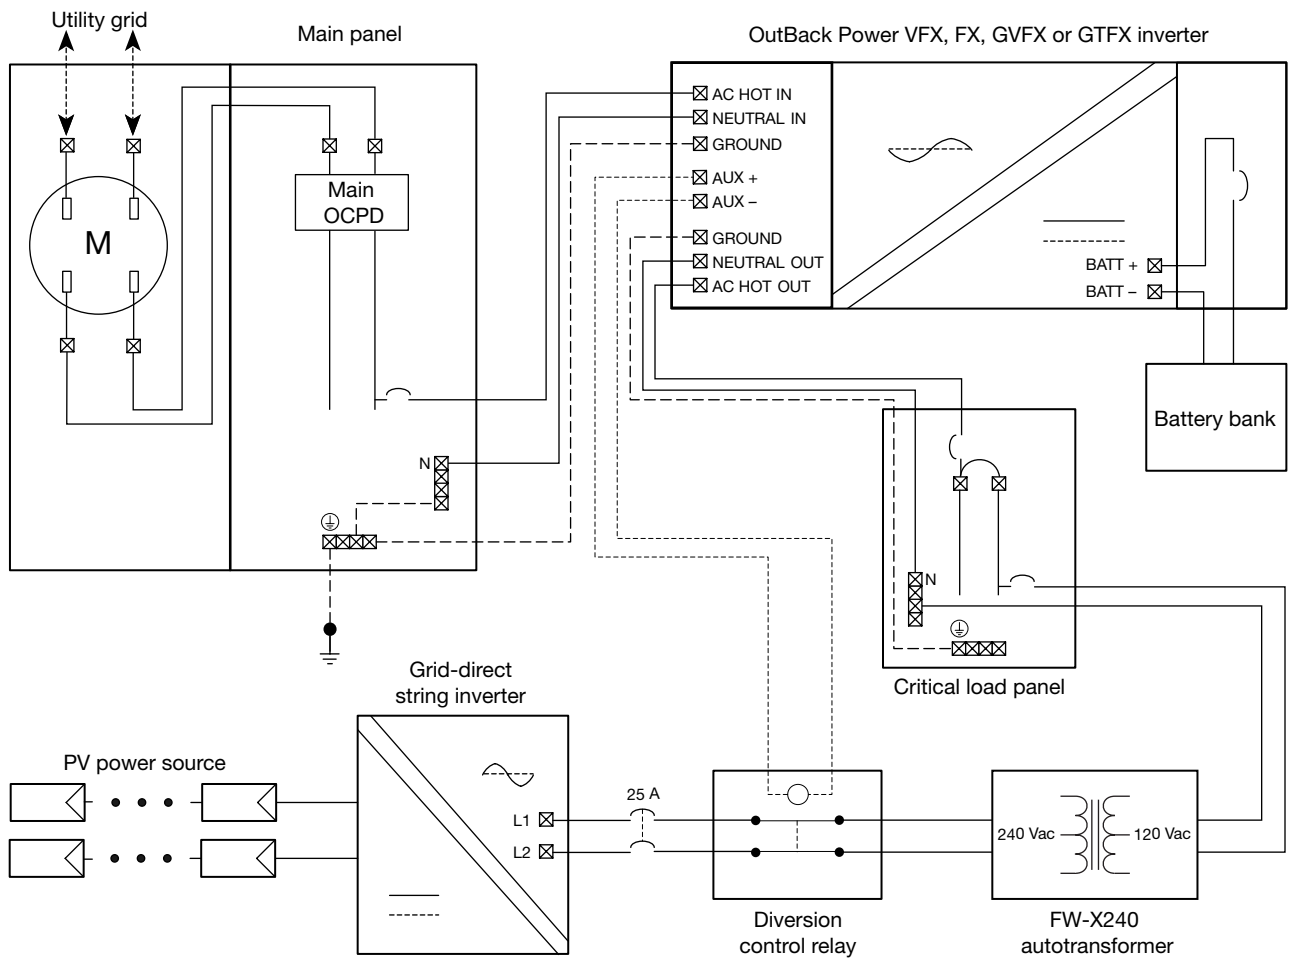 Utility grid
Main panel
OutBack Power VFX, FX, GVFX or GTFX inverter
AC HOT IN
NEUTRAL IN
GROUND
AUX +
AUX –
GROUND
NEUTRAL OUT
AC HOT OUT
BATT +
BATT –
Main
OCPD
M
Battery bank
N
N
Critical load panel
Grid-direct
string inverter
PV power source
L1
L2
25 A
240 Vac
120 Vac
Diversion
control relay
FW-X240
autotransformer